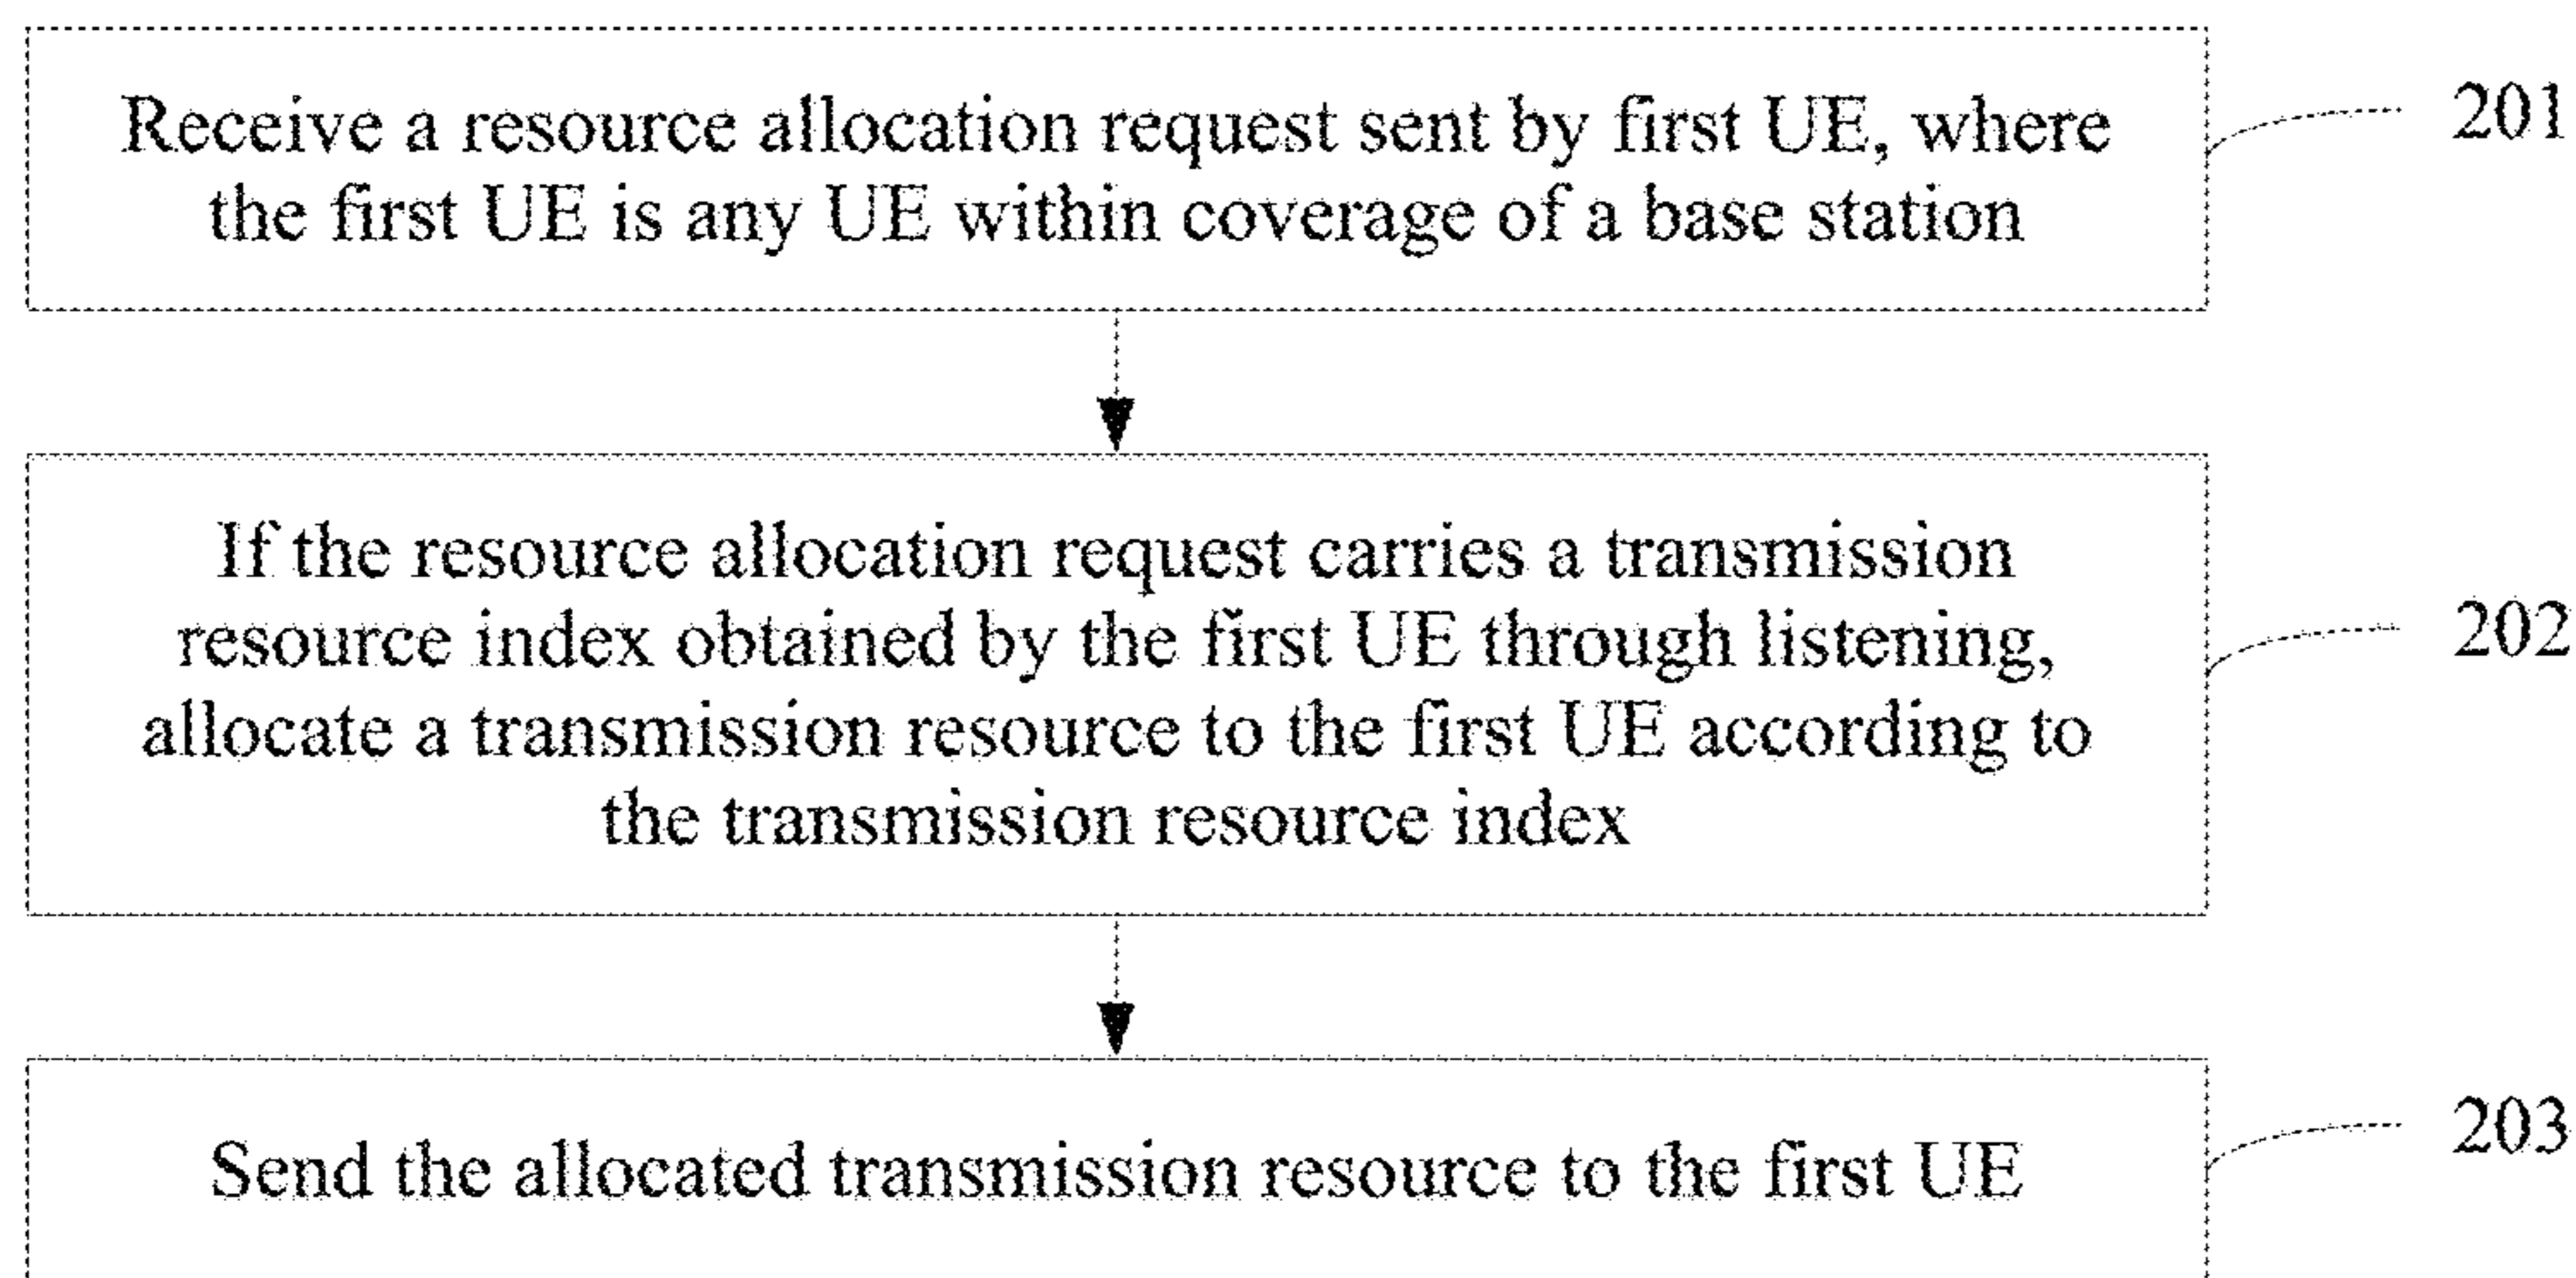 Receive a resource allocation request sent by first UE, where
the first UE is any UE within coverage of a base station
201
If the resource allocation request carries a transmission
resource index obtained by the first UE through listening,
allocate a transmission resource to the first UE according to
the transmission resource index
202
Send the allocated transmission resource to the first UE
203